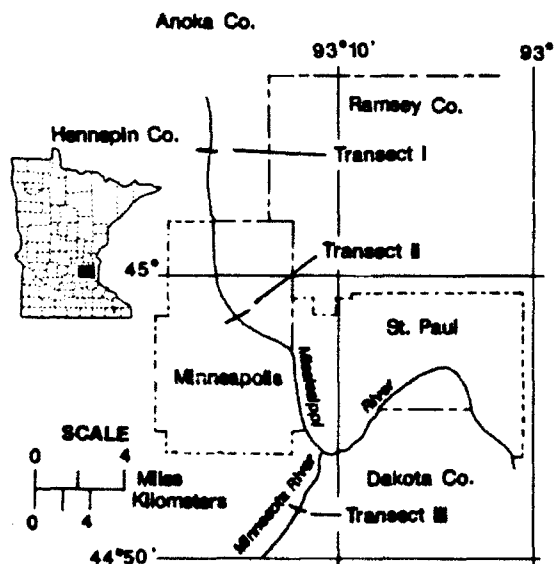 Anoka Co.
93°10'
93°
Ramsey Co.
Hennepin Co.
Transect I
Transect II
45°
St. Paul
Mississippi
River
Minneapolis
SCALE
0 4
Miles
Kilometers
0 4
Dakota Co.
Minnesota River
Transect III
44°50'